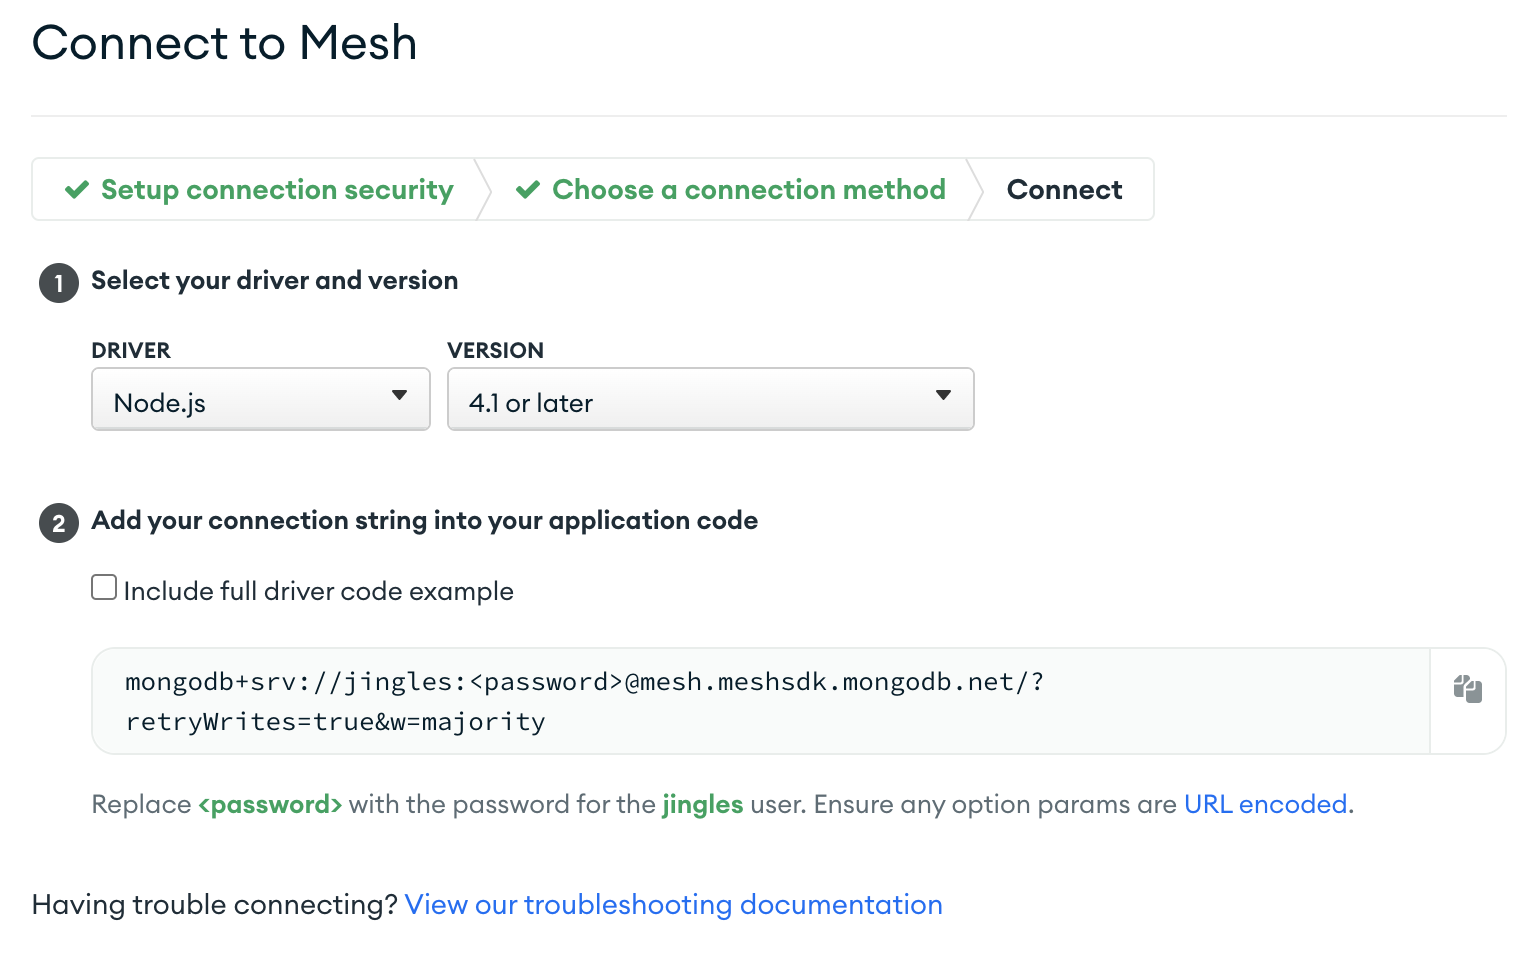 Connect to Mesh
Setup connection security
Choose a connection method
Connect
1 Select your driver and version
DRIVER
VERSION
Node.js
4.1 or later
2 Add your connection string into your application code
Include full driver code example
mongodb+srv://jingles:<password>@mesh.meshsdk.mongodb.net/?
retryWrites=true&w=majority
Replace <password> with the password for the jingles user. Ensure any option params are URL encoded.
Having trouble connecting? View our troubleshooting documentation